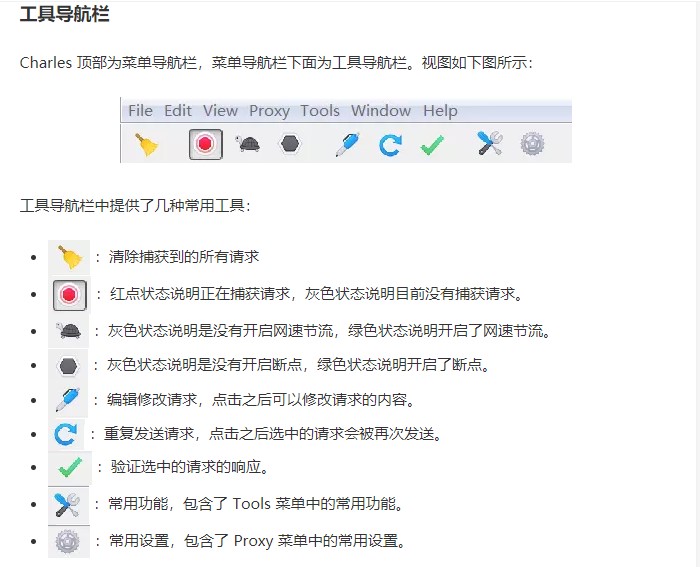 工具导航栏
Charles 顶部为菜单导航栏，菜单导航栏下面为工具导航栏。视图如下图所示：
File Edit View Proxy Tools Window Help
工具导航栏中提供了几种常用工具：
：清除捕获到的所有请求
：红点状态说明正在捕获请求，灰色状态说明目前没有捕获请求。
：灰色状态说明是没有开启网速节流，绿色状态说明开启了网速节流。
：灰色状态说明是没有开启断点，绿色状态说明开启了断点。
：编辑修改请求，点击之后可以修改请求的内容。
：重复发送请求，点击之后选中的请求会被再次发送。
：验证选中的请求的响应。
：常用功能，包含了 Tools 菜单中的常用功能。
：常用设置，包含了 Proxy 菜单中的常用设置。